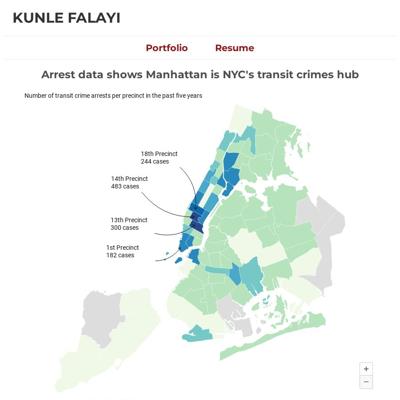 KUNLE FALAYI
Portfolio Resume
Arrest data shows Manhattan is NYC's transit crimes hub
Number of transit crime arrests per precinct in the past five years
18th Precinct
244 cases
14th Precinct
483 cases
13th Precinct
300 cases
1st Precinct
182 cases
+
−